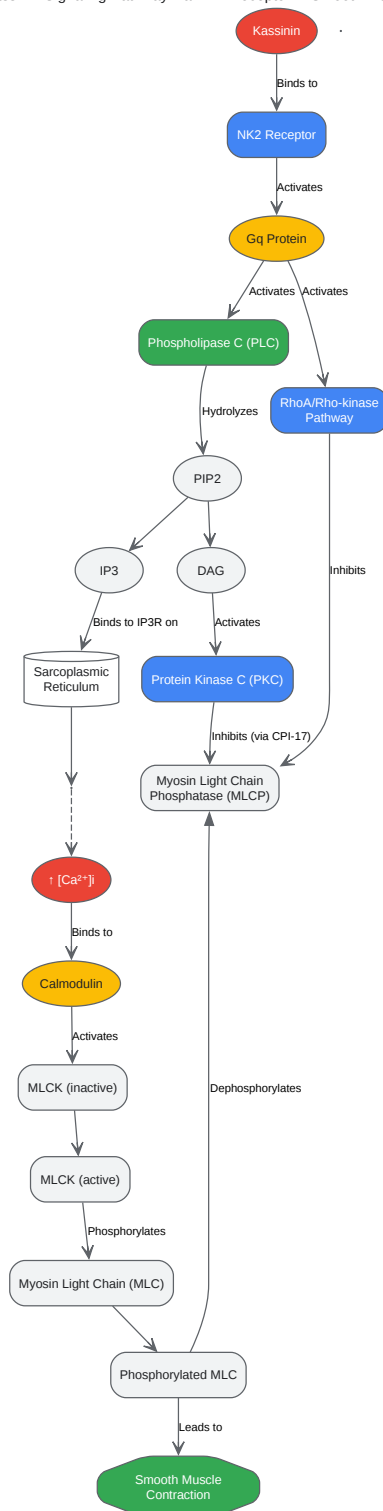 Kassinin
Binds to
NK2 Receptor
Activates
Gq Protein
Activates
Activates
Phospholipase C (PLC)
RhoA/Rho-kinase
Pathway
Hydrolyzes
PIP2
IP3
DAG
Inhibits
Binds to IP3R on
Activates
Sarcoplasmic
Reticulum
Protein Kinase C (PKC)
Inhibits (via CPI-17)
Myosin Light Chain
Phosphatase (MLCP)
↑ [Ca²⁺]i
Binds to
Calmodulin
Activates
MLCK (inactive)
Dephosphorylates
MLCK (active)
Phosphorylates
Myosin Light Chain (MLC)
Phosphorylated MLC
Leads to
Smooth Muscle
Contraction